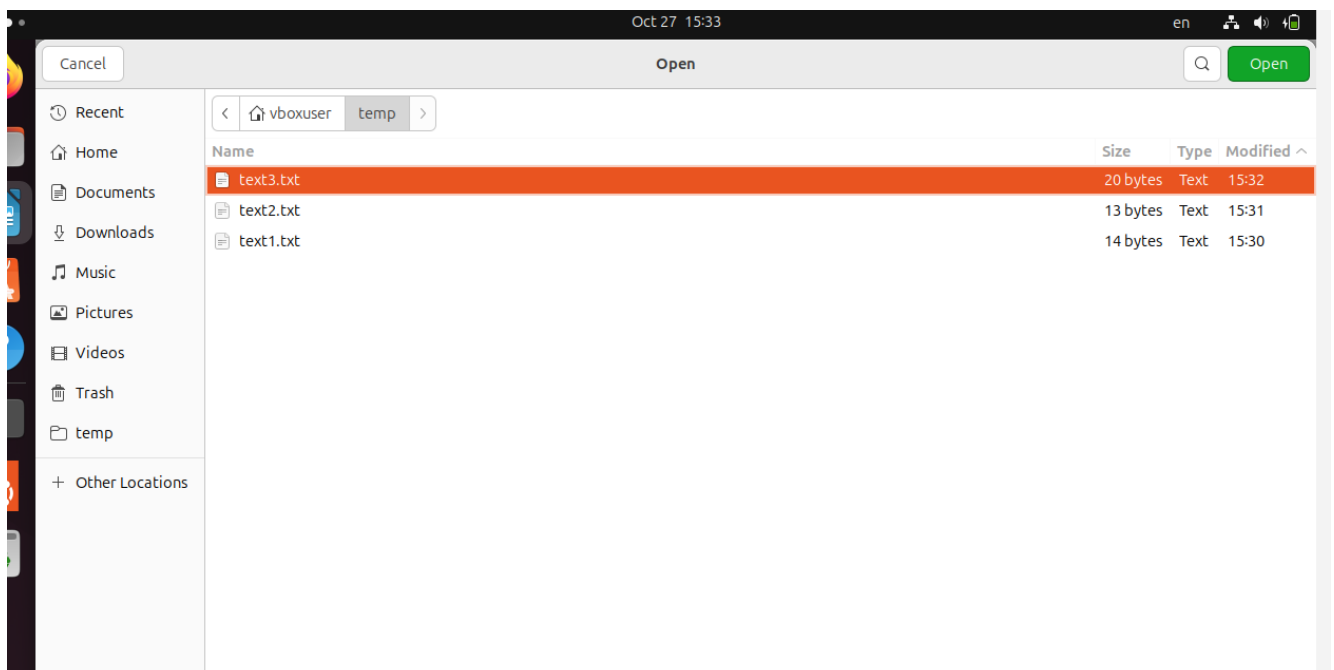 Oct 27 15:33 en
Cancel Open Open
Recent
Home
Documents
Downloads
Music
Pictures
Videos
Trash
temp
Other Locations
vboxuser temp
Name Size Type Modified
text3.txt 20 bytes Text 15:32
text2.txt 13 bytes Text 15:31
text1.txt 14 bytes Text 15:30